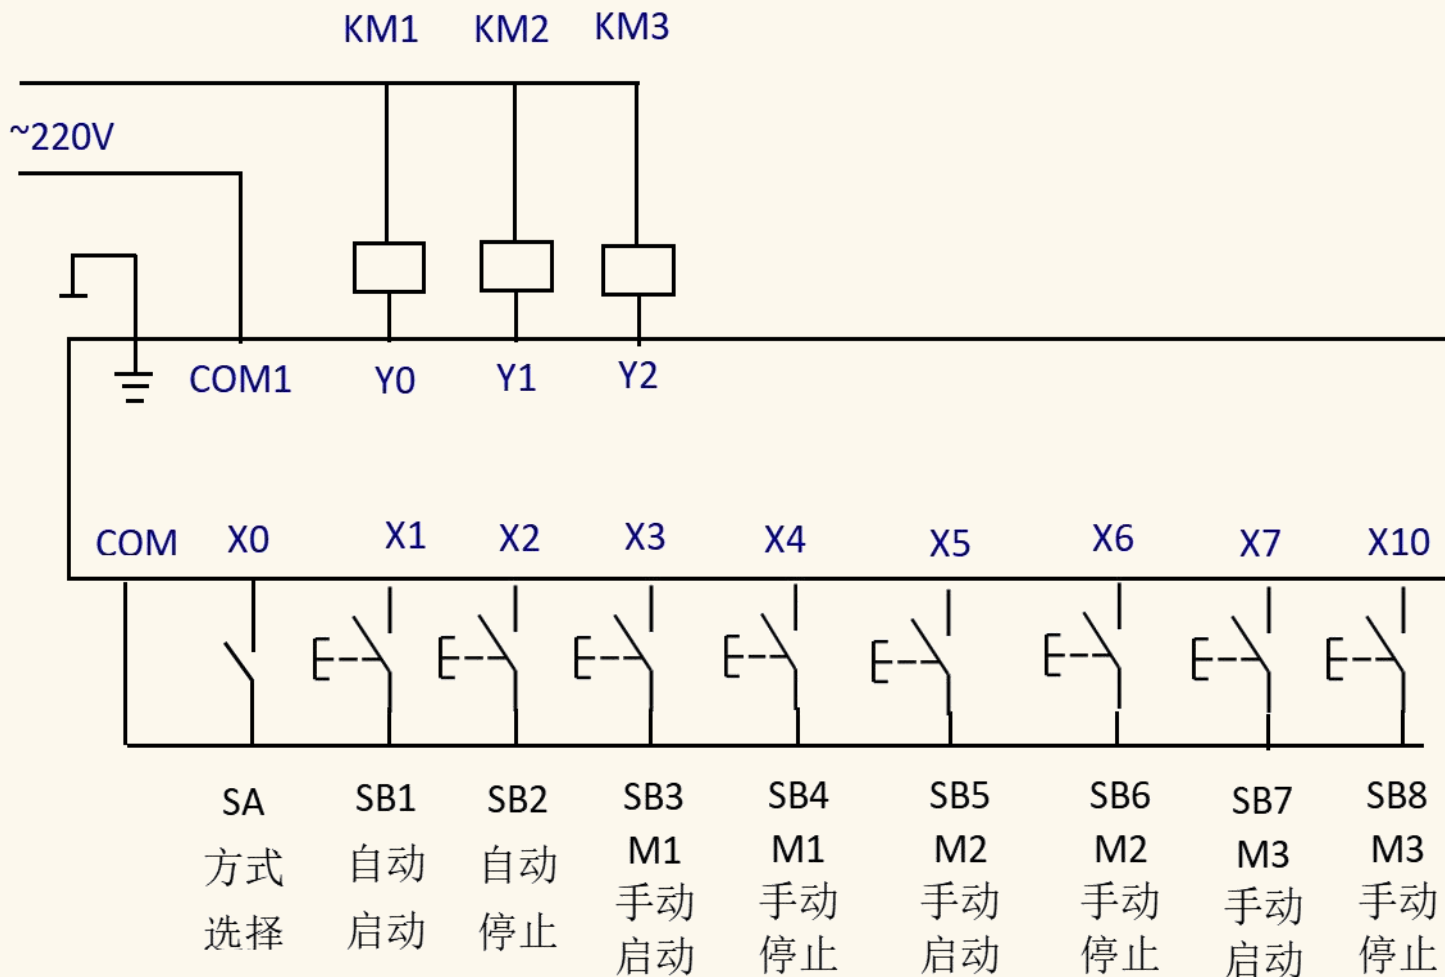 KM1 KM2 KM3
~220V
COM1 Y0 Y1 Y2
COM X0 X1 X2 X3 X4 X5 X6 X7 X10
SA SB1 SB2 SB3 SB4 SB5 SB6 SB7 SB8
M1 M1 M2 M2 M3 M3
方式 自动 自动 手动 手动 手动 手动 手动 手动
选择 启动 停止 启动 停止 启动 停止 启动 停止